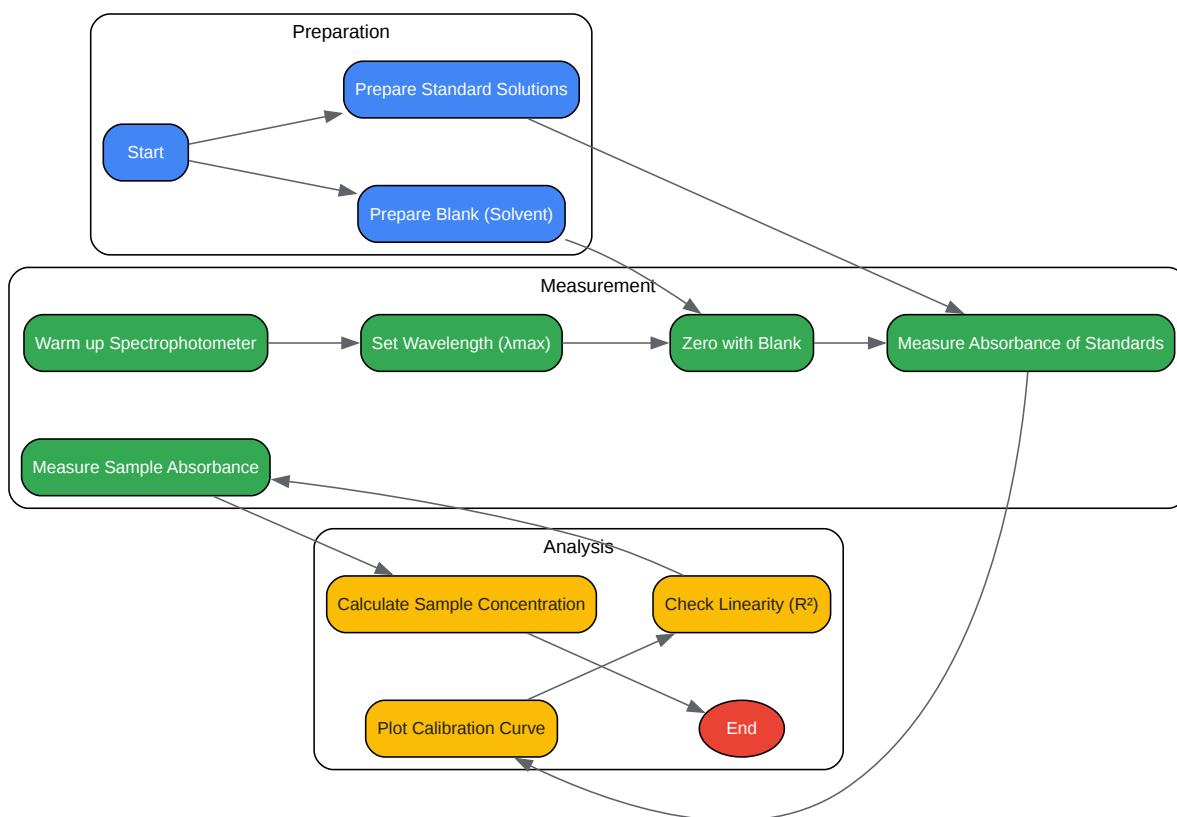 Preparation
Prepare Standard Solutions
Start
Prepare Blank (Solvent)
Measurement
Warm up Spectrophotometer
Set Wavelength (λmax)
Zero with Blank
Measure Absorbance of Standards
Measure Sample Absorbance
Analysis
Calculate Sample Concentration
Check Linearity (R²)
Plot Calibration Curve
End